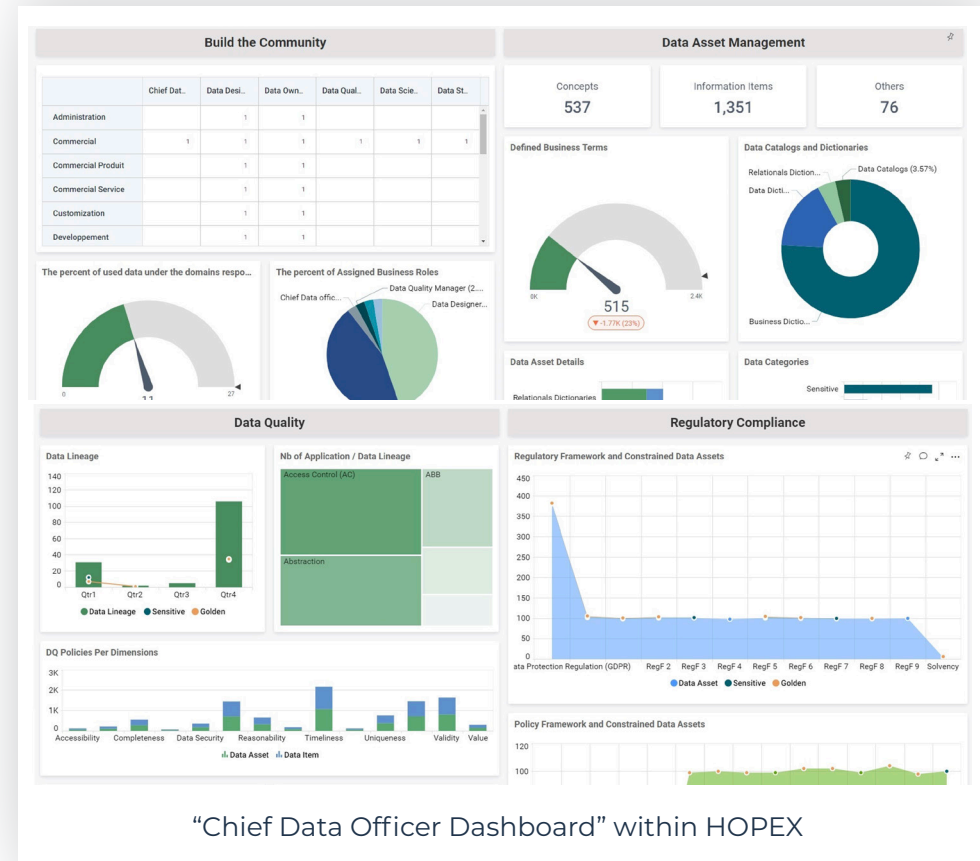 Build the Community
Chief Dat.. Data Desi.. Data Own.. Data Qual.. Data Scie.. Data St..
Administration 1 1
Commercial 1 1 1 1 1 1
Commercial Produit 1 1
Commercial Service 1 1
Customization 1 1
Developpement 1 1
The percent of used data under the domains respo...
0 27
The percent of Assigned Business Roles
Data Quality Manager (2....
Chief Data offic...
Data Designer...
Data Asset Management
Concepts
537
Information Items
1,351
Others
76
Defined Business Terms
0K 2.4K
515
▼ -1.77K (23%)
Data Catalogs and Dictionaries
Data Catalogs (3.57%)
Relationals Diction...
Data Dicti...
Business Dictio...
Data Asset Details
Relationals Dictionaries
Data Categories
Sensitive
Data Quality
Data Lineage
140
120
100
80
60
40
20
0
Qtr1 Qtr2 Qtr3 Qtr4
Data Lineage Sensitive Golden
Nb of Application / Data Lineage
Access Control (AC)
ABB
Abstraction
DQ Policies Per Dimensions
3K
2K
1K
0
Accessibility Completeness Data Security Reasonability Timeliness Uniqueness Validity Value
Data Asset Data Item
Regulatory Compliance
Regulatory Framework and Constrained Data Assets
450
400
350
300
250
200
150
100
50
0
ata Protection Regulation (GDPR) RegF 2 RegF 3 RegF 4 RegF 5 RegF 6 RegF 7 RegF 8 RegF 9 Solvency
Data Asset Sensitive Golden
Policy Framework and Constrained Data Assets
120
100
“Chief Data Officer Dashboard” within HOPEX